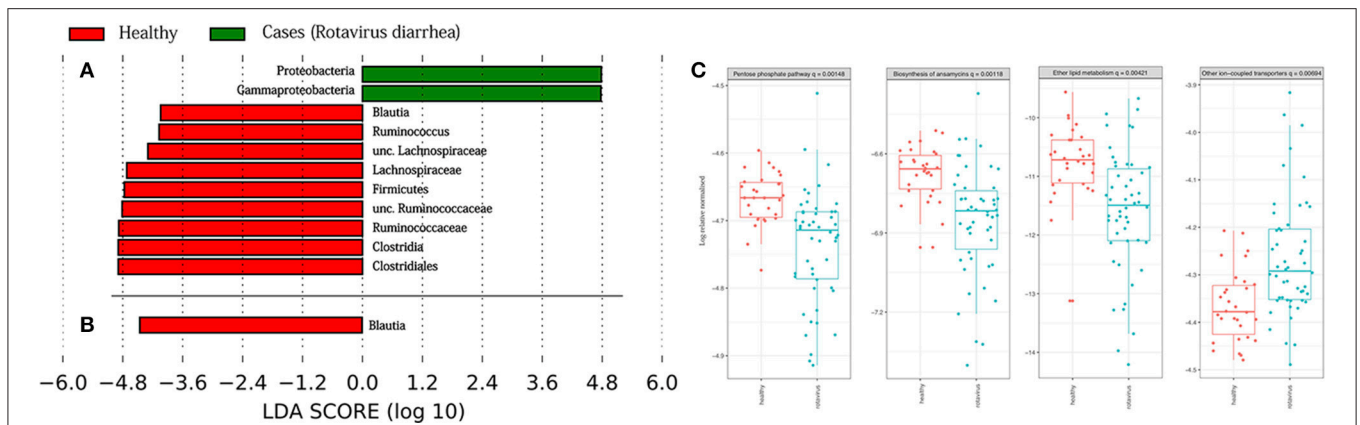 Healthy Cases (Rotavirus diarrhea)
A
Proteobacteria
Gammaproteobacteria
Blautia
Ruminococcus
unc. Lachnospiraceae
Lachnospiraceae
Firmicutes
unc. Ruminococcaceae
Ruminococcaceae
Clostridia
Clostridiales
B
Blautia
−6.0 −4.8 −3.6 −2.4 −1.2 0.0 1.2 2.4 3.6 4.8 6.0
LDA SCORE (log 10)
C
Log-relative normalised
Pentose phosphate pathway q = 0.00148
−4.5
−4.6
−4.7
−4.8
−4.9
healthy
rotavirus
Biosynthesis of ansamycins q = 0.00118
−6.6
−6.9
−7.2
healthy
rotavirus
Ether lipid metabolism q = 0.00421
−10
−11
−12
−13
−14
healthy
rotavirus
Other ion-coupled transporters q = 0.00694
−3.9
−4.0
−4.1
−4.2
−4.3
−4.4
−4.5
healthy
rotavirus